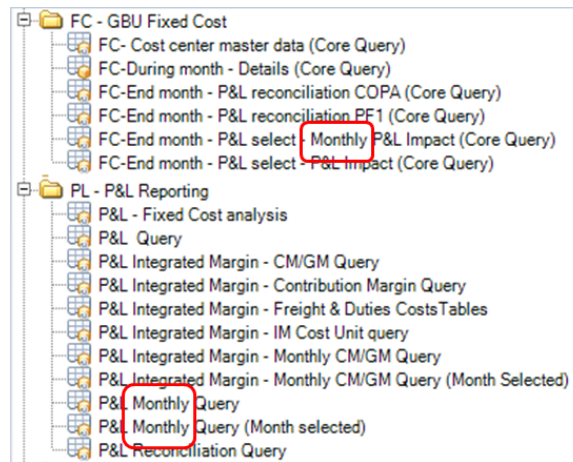 FC - GBU Fixed Cost
FC- Cost center master data (Core Query)
FC-During month - Details (Core Query)
FC-End month - P&L reconciliation COPA (Core Query)
FC-End month - P&L reconciliation PF1 (Core Query)
FC-End month - P&L select - Monthly P&L Impact (Core Query)
FC-End month - P&L select - P&L Impact (Core Query)
PL - P&L Reporting
P&L - Fixed Cost analysis
P&L Query
P&L Integrated Margin - CM/GM Query
P&L Integrated Margin - Contribution Margin Query
P&L Integrated Margin - Freight & Duties CostsTables
P&L Integrated Margin - IM Cost Unit query
P&L Integrated Margin - Monthly CM/GM Query
P&L Integrated Margin - Monthly CM/GM Query (Month Selected)
P&L Monthly Query
P&L Monthly Query (Month selected)
P&L Reconciliation Query